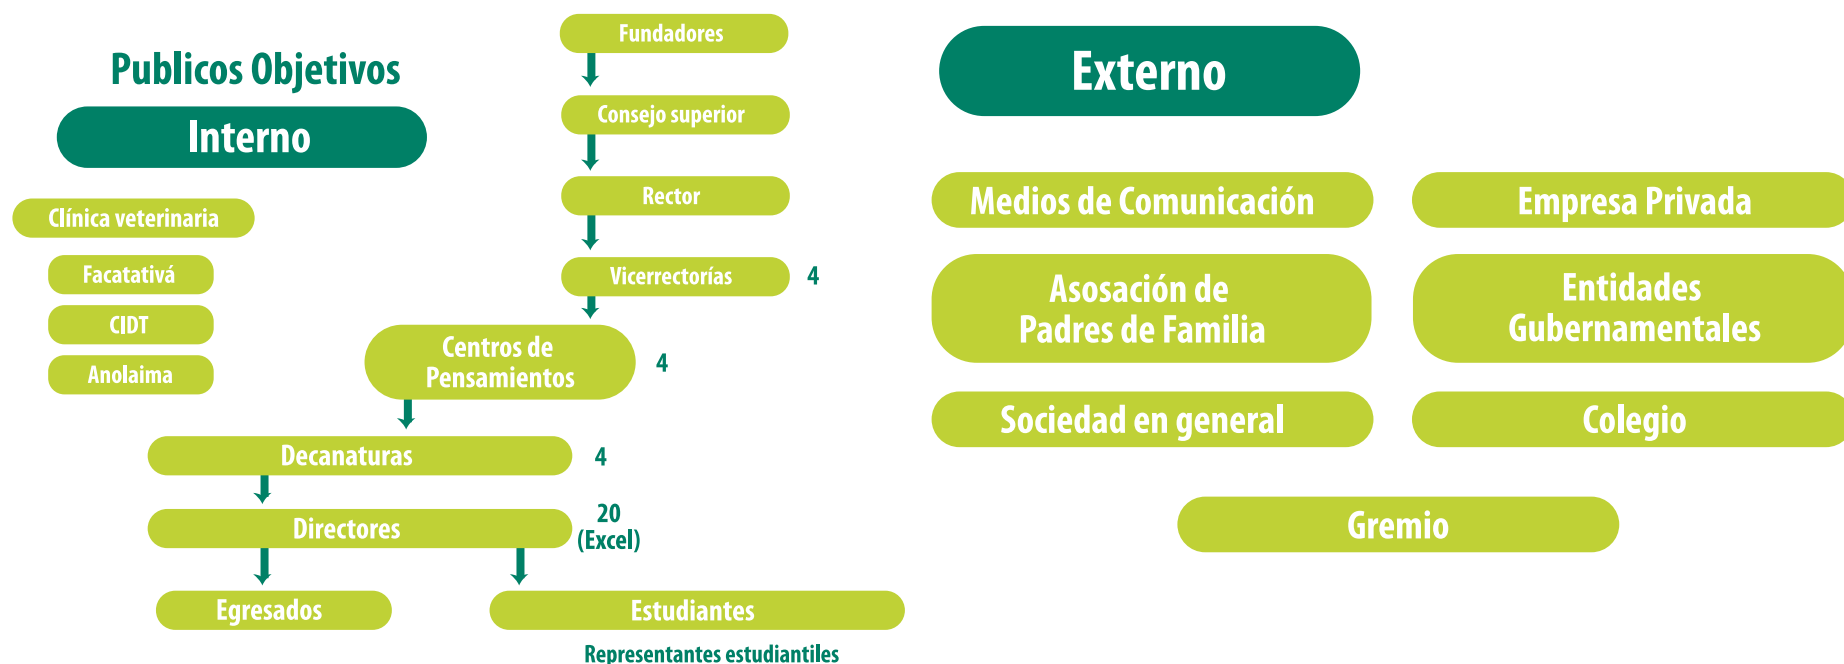 Publicos Objetivos
Interno
Clínica veterinaria
Facatativá
CIDT
Anolaima
Fundadores
Consejo superior
Rector
Vicerrectorías 4
Centros de
Pensamientos 4
Decanaturas 4
Directores 20
(Excel)
Egresados
Estudiantes
Representantes estudiantiles
Externo
Medios de Comunicación
Empresa Privada
Asosación de
Padres de Familia
Entidades
Gubernamentales
Sociedad en general
Colegio
Gremio